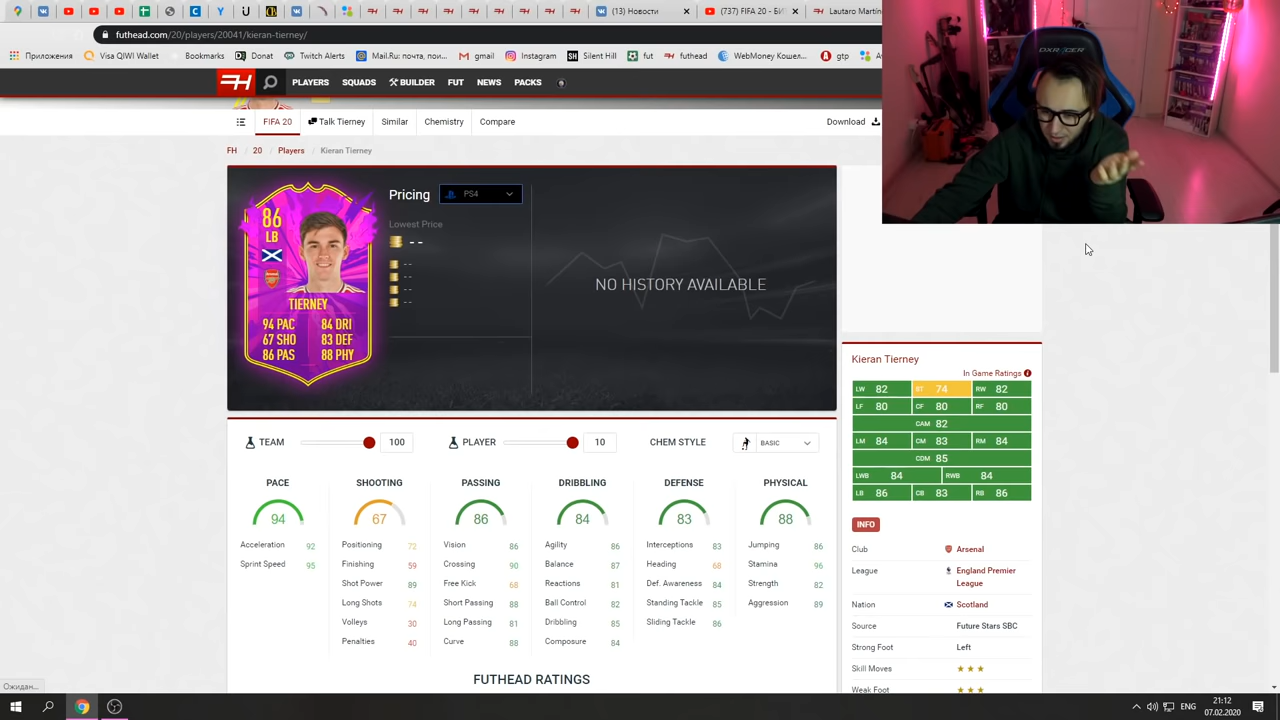 (13) Новости
(737) FIFA - Бол
Lautaro Martin
futhead.com/20/players/20041/kieran-tierney/
Приложения
Visa QIWI Wallet
Bookmarks
Donation
Twitch Alerts
Mail.Ru: почта, пои...
gmail
Instagram
Silent Hill
fut
futhead
WebMoney Кошел...
gtp
FH
PLAYERS
SQUADS
BUILDER
FUT
NEWS
PACKS
FIFA 20
Talk Tierney
Similar
Chemistry
Compare
Download
DXRACER
FH / 20 / Players / Kieran Tierney
86
LB
TIERNEY
94 PAC 84 DRI
67 SHO 83 DEF
86 PAS 88 PHY
Pricing
PS4
Lowest Price
- -
- -
- -
- -
- -
NO HISTORY AVAILABLE
TEAM 100
PLAYER 10
CHEM STYLE BASIC
PACE
94
Acceleration 92
Sprint Speed 95
SHOOTING
67
Positioning 72
Finishing 59
Shot Power 89
Long Shots 74
Volleys 30
Penalties 40
PASSING
86
Vision 86
Crossing 90
Free Kick 68
Short Passing 88
Long Passing 81
Curve 88
DRIBBLING
84
Agility 86
Balance 87
Reactions 81
Ball Control 82
Dribbling 85
Composure 84
DEFENSE
83
Interceptions 83
Heading 68
Def. Awareness 84
Standing Tackle 85
Sliding Tackle 86
PHYSICAL
88
Jumping 86
Stamina 96
Strength 82
Aggression 89
FUTHEAD RATINGS
Kieran Tierney
In Game Ratings
LW 82 ST 74 RW 82
LF 80 CF 80 RF 80
CAM 82
LM 84 CM 83 RM 84
CDM 85
LWB 84 RWB 84
LB 86 CB 83 RB 86
INFO
Club Arsenal
League England Premier
League
Nation Scotland
Source Future Stars SBC
Strong Foot Left
Skill Moves ★ ★ ★
Weak Foot ★ ★ ★
Ожидан...
ENG
21:12
07.02.2020